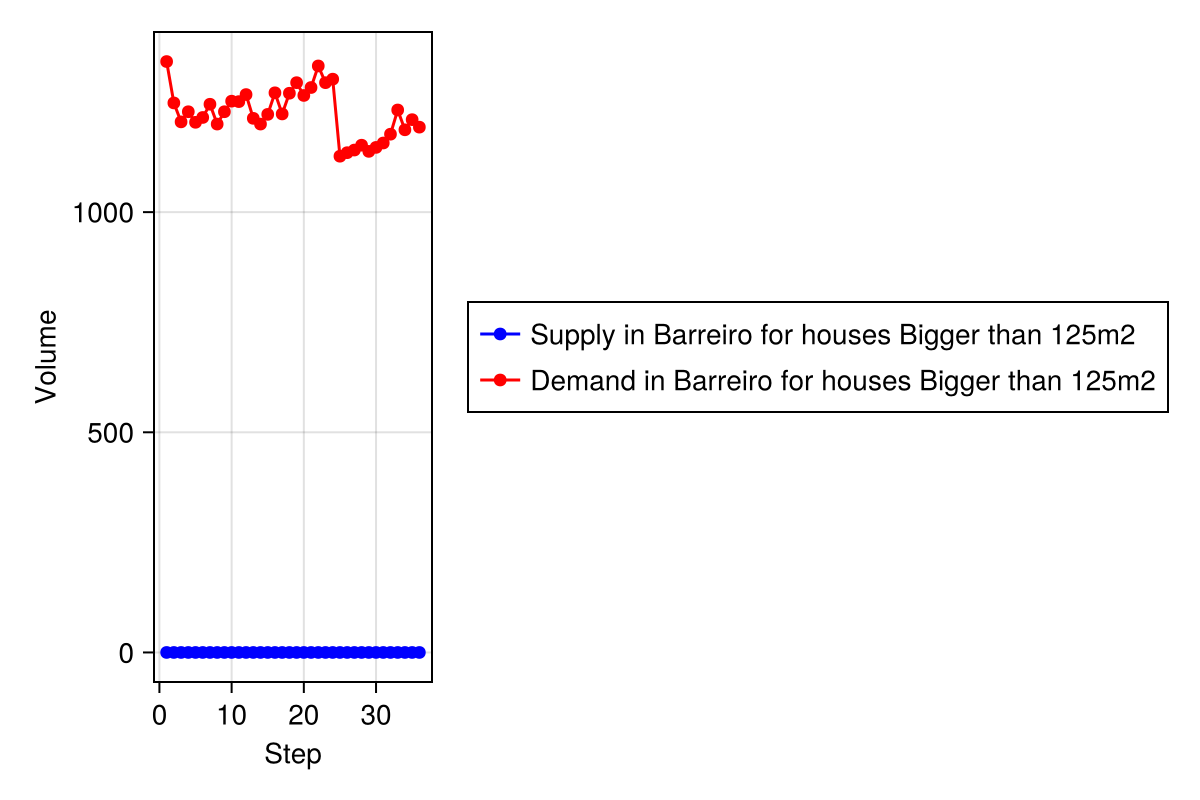 Volume
1000
500
0
0 10 20 30
Step
Supply in Barreiro for houses Bigger than 125m2
Demand in Barreiro for houses Bigger than 125m2